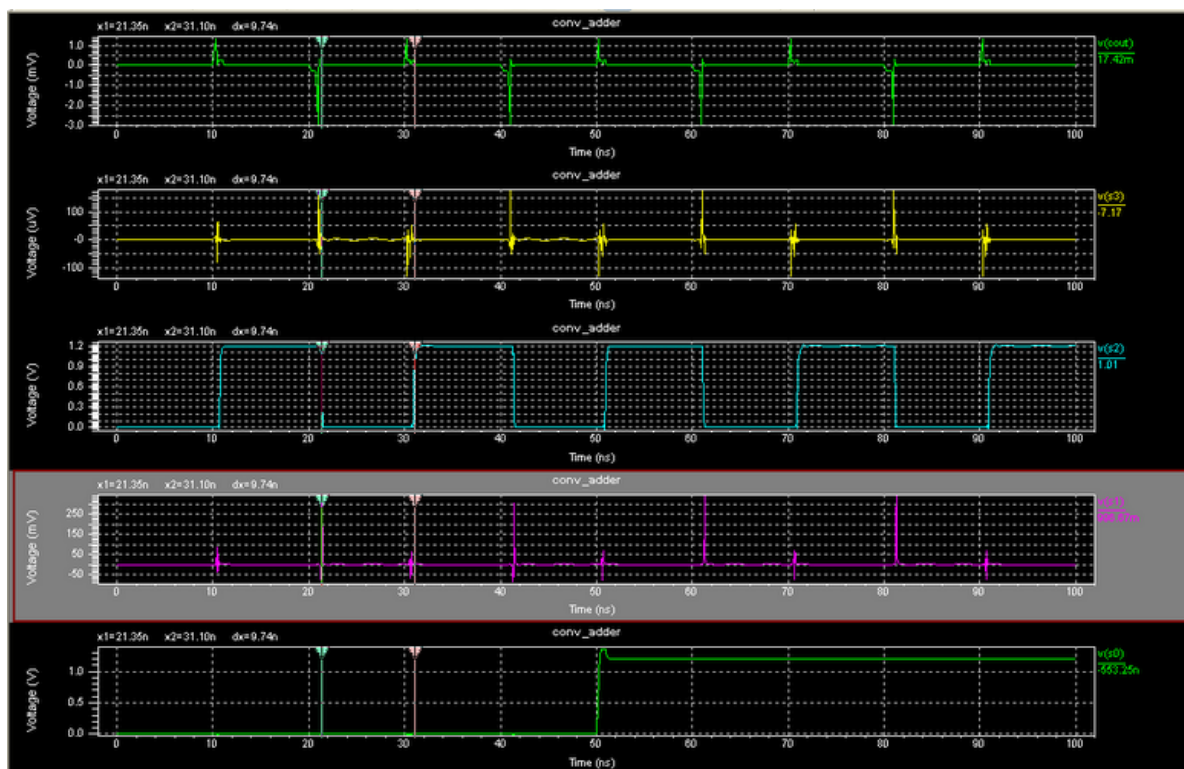 conv_adder
x1=21.35n x2=31.10n dx=9.74n
v(cout)
17.42m
Voltage (mV)
1.0
0.0
-1.0
-2.0
-3.0
0 10 20 30 40 50 60 70 80 90 100
Time (ns)
conv_adder
x1=21.35n x2=31.10n dx=9.74n
v(s3)
-7.17
Voltage (uV)
100
-0
-100
0 10 20 30 40 50 60 70 80 90 100
Time (ns)
conv_adder
x1=21.35n x2=31.10n dx=9.74n
v(s2)
1.01
Voltage (V)
1.2
0.9
0.6
0.3
0.0
0 10 20 30 40 50 60 70 80 90 100
Time (ns)
conv_adder
x1=21.35n x2=31.10n dx=9.74n
v(s1)
Voltage (mV)
250
150
50
-50
0 10 20 30 40 50 60 70 80 90 100
Time (ns)
conv_adder
x1=21.35n x2=31.10n dx=9.74n
v(s0)
-553.25n
Voltage (V)
1.0
0.5
0.0
0 10 20 30 40 50 60 70 80 90 100
Time (ns)